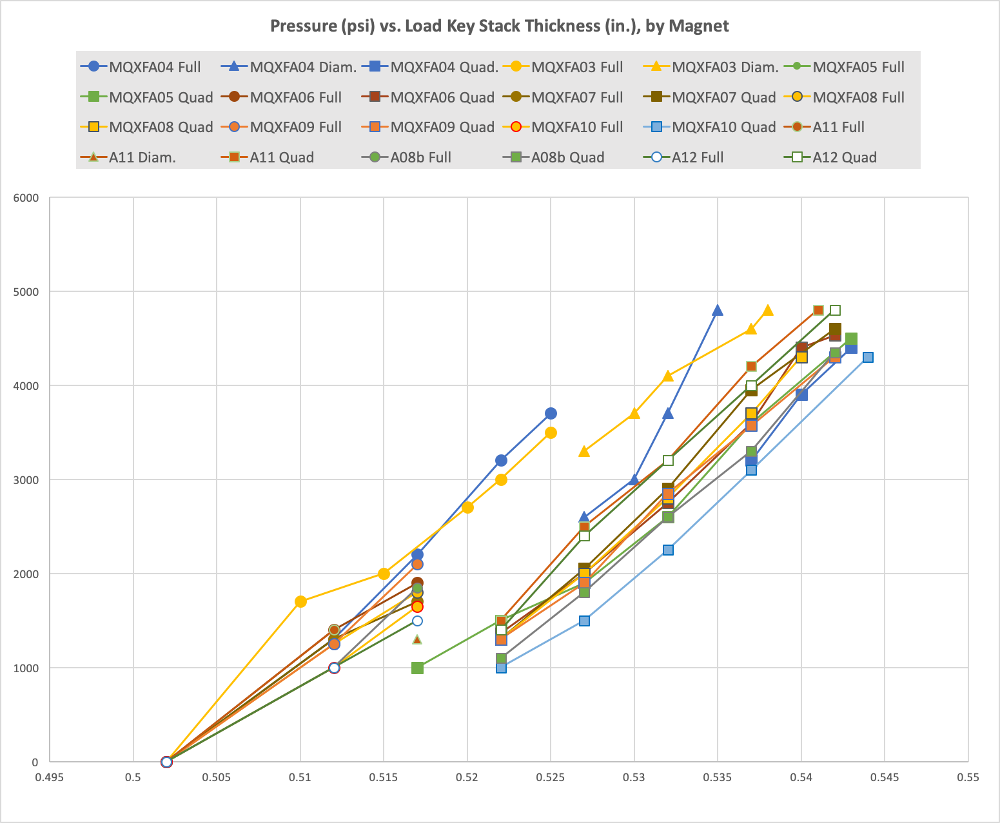 Pressure (psi) vs. Load Key Stack Thickness (in.), by Magnet
MQXFA04 Full MQXFA04 Diam. MQXFA04 Quad. MQXFA03 Full MQXFA03 Diam. MQXFA05 Full
MQXFA05 Quad MQXFA06 Full MQXFA06 Quad MQXFA07 Full MQXFA07 Quad MQXFA08 Full
MQXFA08 Quad MQXFA09 Full MQXFA09 Quad MQXFA10 Full MQXFA10 Quad A11 Full
A11 Diam. A11 Quad A08b Full A08b Quad A12 Full A12 Quad
6000
5000
4000
3000
2000
1000
0
0.495 0.5 0.505 0.51 0.515 0.52 0.525 0.53 0.535 0.54 0.545 0.55